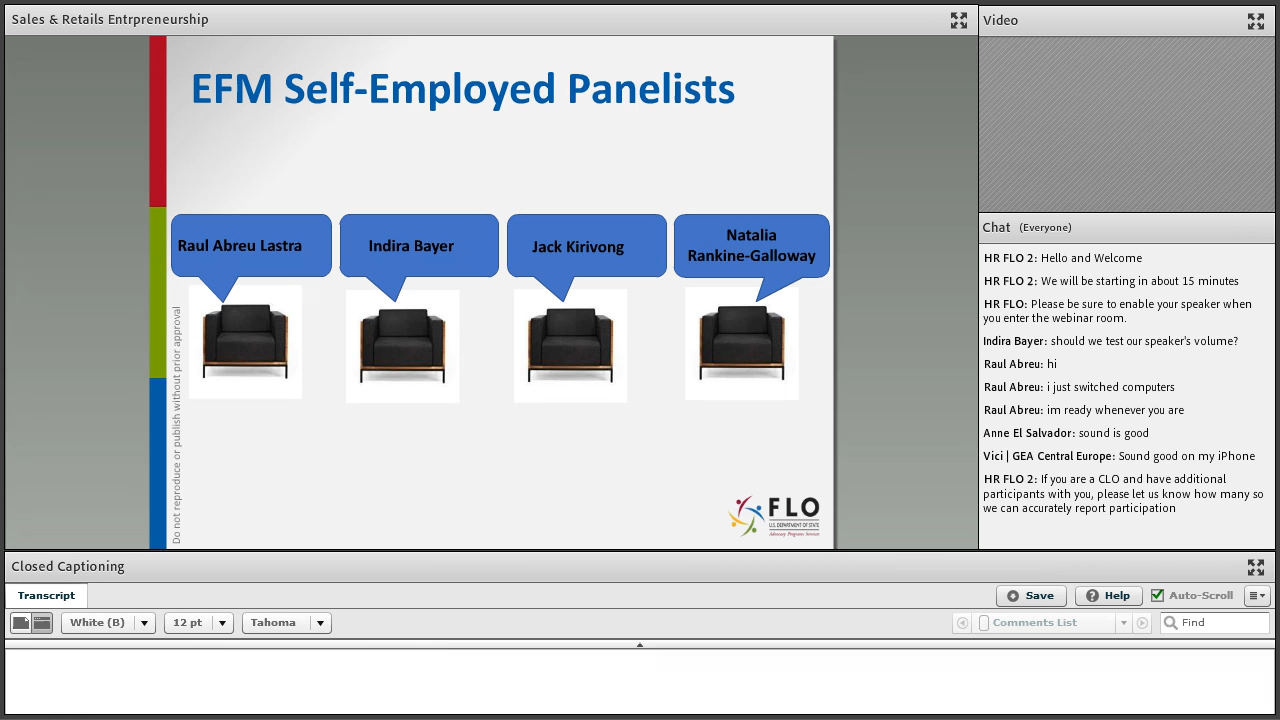 Sales & Retails Entrpreneurship
EFM Self-Employed Panelists
Raul Abreu Lastra
Indira Bayer
Jack Kirivong
Natalia
Rankine-Galloway
Do not reproduce or publish without prior approval
FLO
U.S. DEPARTMENT OF STATE
Advocacy Programs Services
Video
Chat (Everyone)
HR FLO 2: Hello and Welcome
HR FLO 2: We will be starting in about 15 minutes
HR FLO: Please be sure to enable your speaker when
you enter the webinar room.
Indira Bayer: should we test our speaker's volume?
Raul Abreu: hi
Raul Abreu: i just switched computers
Raul Abreu: im ready whenever you are
Anne El Salvador: sound is good
Vici | GEA Central Europe: Sound good on my iPhone
HR FLO 2: If you are a CLO and have additional
participants with you, please let us know how many so
we can accurately report participation
Closed Captioning
Transcript
Save
Help
Auto-Scroll
White (B)
12 pt
Tahoma
Comments List
Find